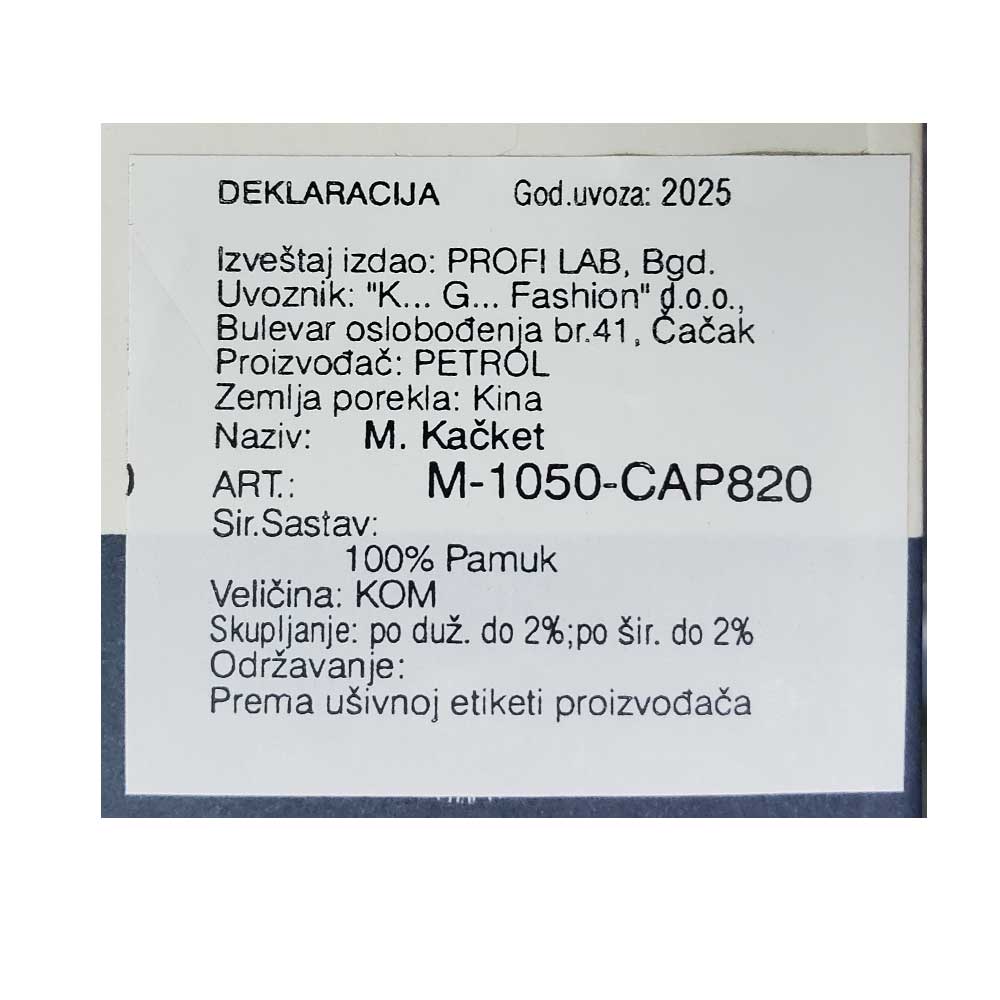 DEKLARACIJA God.uvoza: 2025
Izveštaj izdao: PROFI LAB, Bgd.
Uvoznik: "K... G... Fashion" d.o.o.,
Bulevar oslobođenja br.41, Čačak
Proizvođač: PETROL
Zemlja porekla: Kina
Naziv: M. Kačket
ART.: M-1050-CAP820
Sir.Sastav:
100% Pamuk
Veličina: KOM
Skupljanje: po duž. do 2%;po šir. do 2%
Održavanje:
Prema ušivnoj etiketi proizvođača